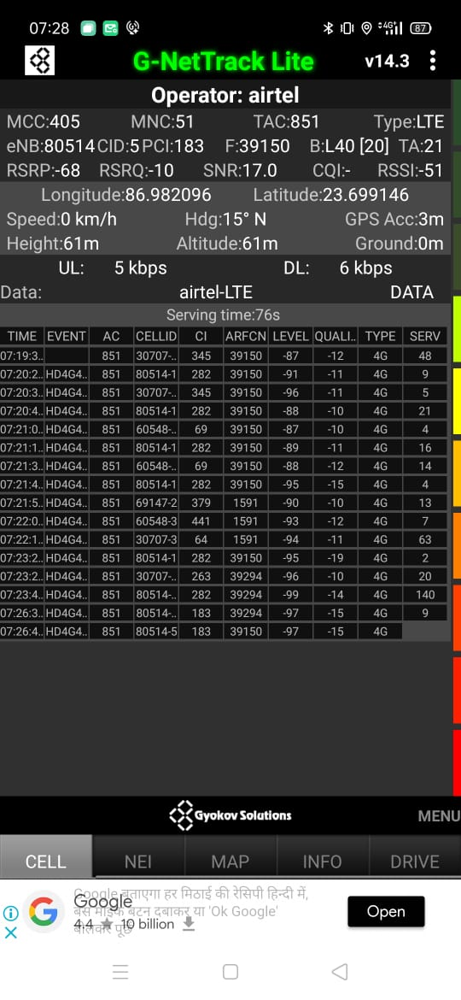 07:28 4G+ 87
G-NetTrack Lite v14.3
Operator: airtel
MCC:405 MNC:51 TAC:851 Type:LTE
eNB:80514 CID:5 PCI:183 F:39150 B:L40 [20] TA:21
RSRP:-68 RSRQ:-10 SNR:17.0 CQI:- RSSI:-51
Longitude:86.982096 Latitude:23.699146
Speed:0 km/h Hdg:15° N GPS Acc:3m
Height:61m Altitude:61m Ground:0m
UL: 5 kbps DL: 6 kbps
Data: airtel-LTE DATA
Serving time:76s
TIME EVENT AC CELLID CI ARFCN LEVEL QUALI.. TYPE SERV
07:19:3.. 851 30707-.. 345 39150 -87 -12 4G 48
07:20:2.. HD4G4.. 851 80514-1 282 39150 -91 -11 4G 9
07:20:3.. HD4G4.. 851 30707-.. 345 39150 -96 -11 4G 5
07:20:4.. HD4G4.. 851 80514-1 282 39150 -88 -10 4G 21
07:21:0.. HD4G4.. 851 60548-.. 69 39150 -87 -10 4G 4
07:21:1.. HD4G4.. 851 80514-1 282 39150 -89 -11 4G 16
07:21:3.. HD4G4.. 851 60548-.. 69 39150 -88 -12 4G 14
07:21:4.. HD4G4.. 851 80514-1 282 39150 -95 -15 4G 4
07:21:5.. HD4G4.. 851 69147-2 379 1591 -90 -10 4G 13
07:22:0.. HD4G4.. 851 60548-3 441 1591 -93 -12 4G 7
07:22:1.. HD4G4.. 851 30707-3 64 1591 -94 -11 4G 63
07:23:2.. HD4G4.. 851 80514-1 282 39150 -95 -19 4G 2
07:23:2.. HD4G4.. 851 30707-.. 263 39294 -96 -10 4G 20
07:23:4.. HD4G4.. 851 80514-.. 282 39294 -99 -14 4G 140
07:26:3.. HD4G4.. 851 80514-.. 183 39294 -97 -15 4G 9
07:26:4.. HD4G4.. 851 80514-5 183 39150 -97 -15 4G
Gyokov Solutions MENU
CELL NEI MAP INFO DRIVE
Google बताएगा हर मिठाई की रेसिपी हिन्दी में,
Google
बस माइक बटन दबाकर या 'Ok Google'
4.4 ★ 10 billion
बोलकर पूछें
Open